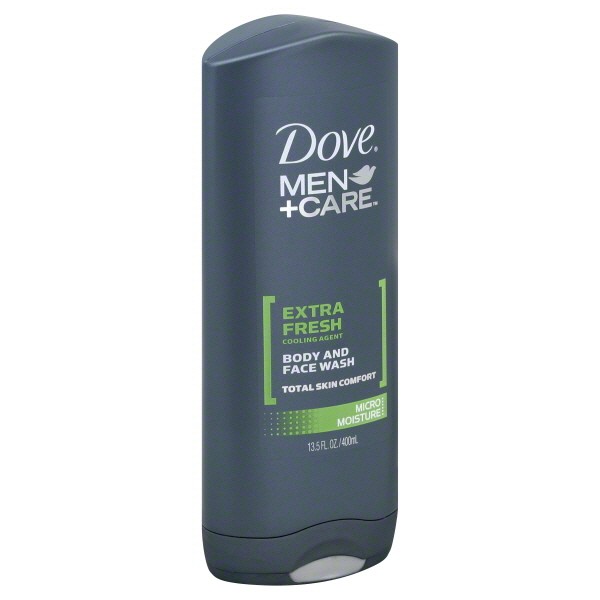 Dove®
MEN
+CARE™
EXTRA
FRESH
COOLING AGENT
BODY AND
FACE WASH
TOTAL SKIN COMFORT
MICRO
MOISTURE
13.5 FL. OZ. / 400mL